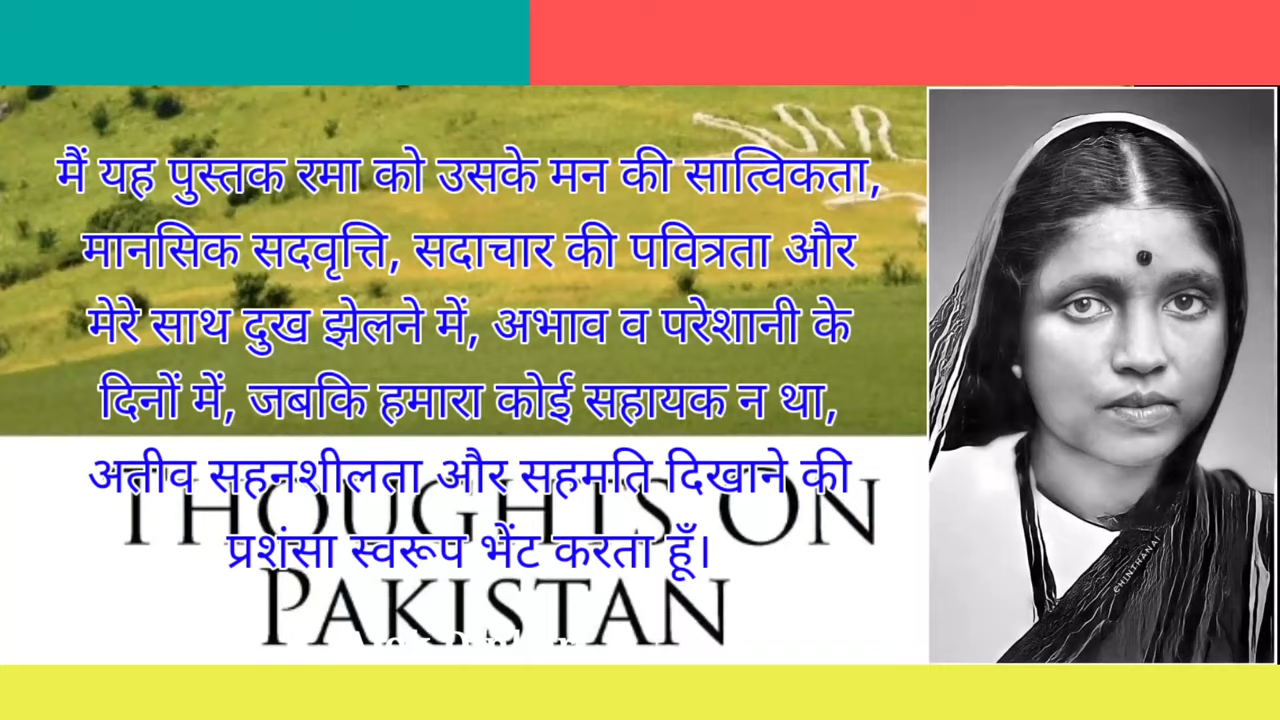 मैं यह पुस्तक रमा को उसके मन की सात्विकता,
मानसिक सदवृत्ति, सदाचार की पवित्रता और
मेरे साथ दुख झेलने में, अभाव व परेशानी के
दिनों में, जबकि हमारा कोई सहायक न था,
अतीव सहनशीलता और सहमति दिखाने की
प्रशंसा स्वरूप भेंट करता हूँ।
THOUGHTS ON
PAKISTAN
CHINTHANAI